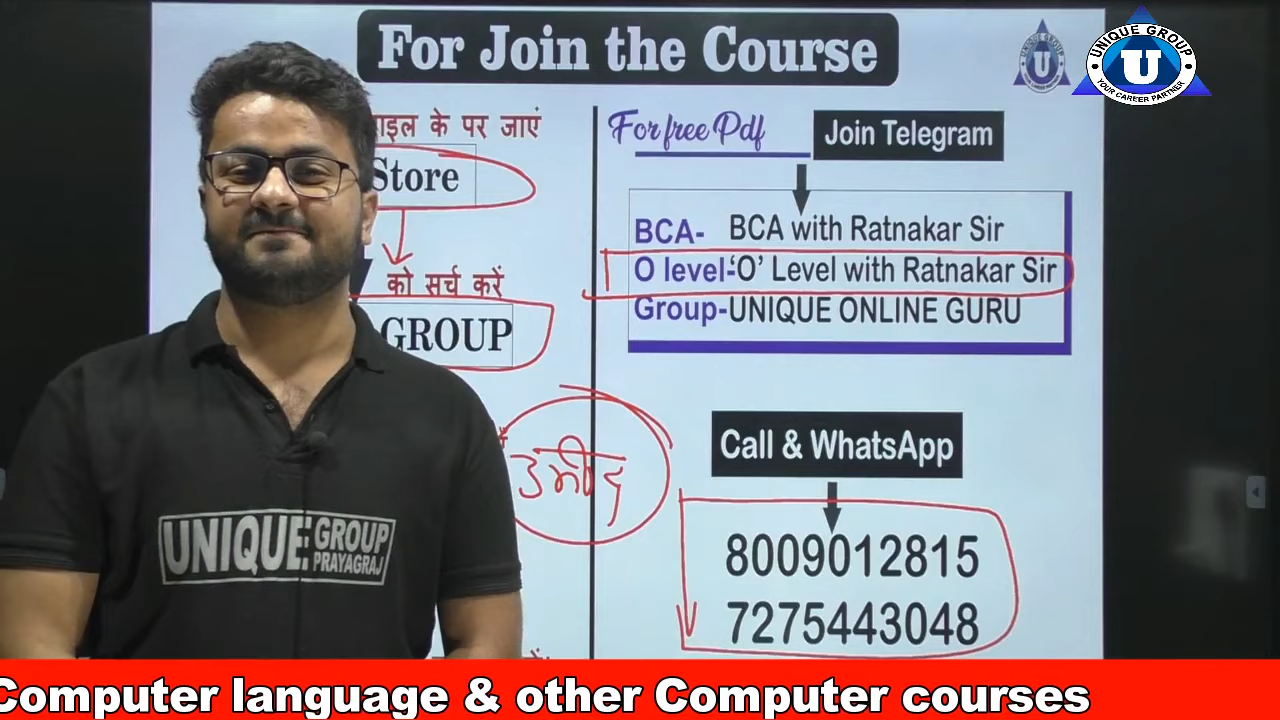 For Join the Course
UNIQUE GROUP
U
YOUR CAREER PARTNER
के पर जाएं
Store
को सर्च करें
GROUP
उम्मीद
For free Pdf
Join Telegram
BCA- BCA with Ratnakar Sir
O level-‘O’ Level with Ratnakar Sir
Group-UNIQUE ONLINE GURU
Call & WhatsApp
8009012815
7275443048
UNIQUE: GROUP
PRAYAGRAJ
Computer language & other Computer courses